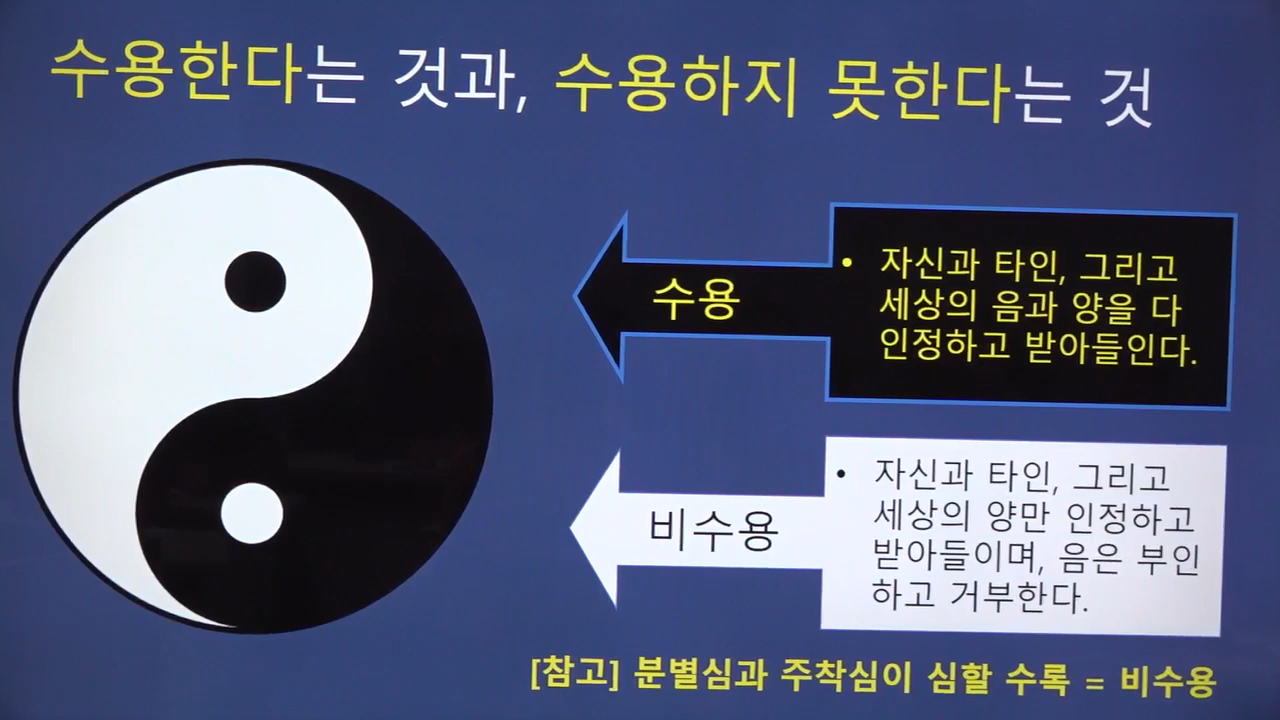 수용한다는 것과, 수용하지 못한다는 것
수용
• 자신과 타인, 그리고
세상의 음과 양을 다
인정하고 받아들인다.
비수용
• 자신과 타인, 그리고
세상의 양만 인정하고
받아들이며, 음은 부인
하고 거부한다.
[참고] 분별심과 주착심이 심할 수록 = 비수용